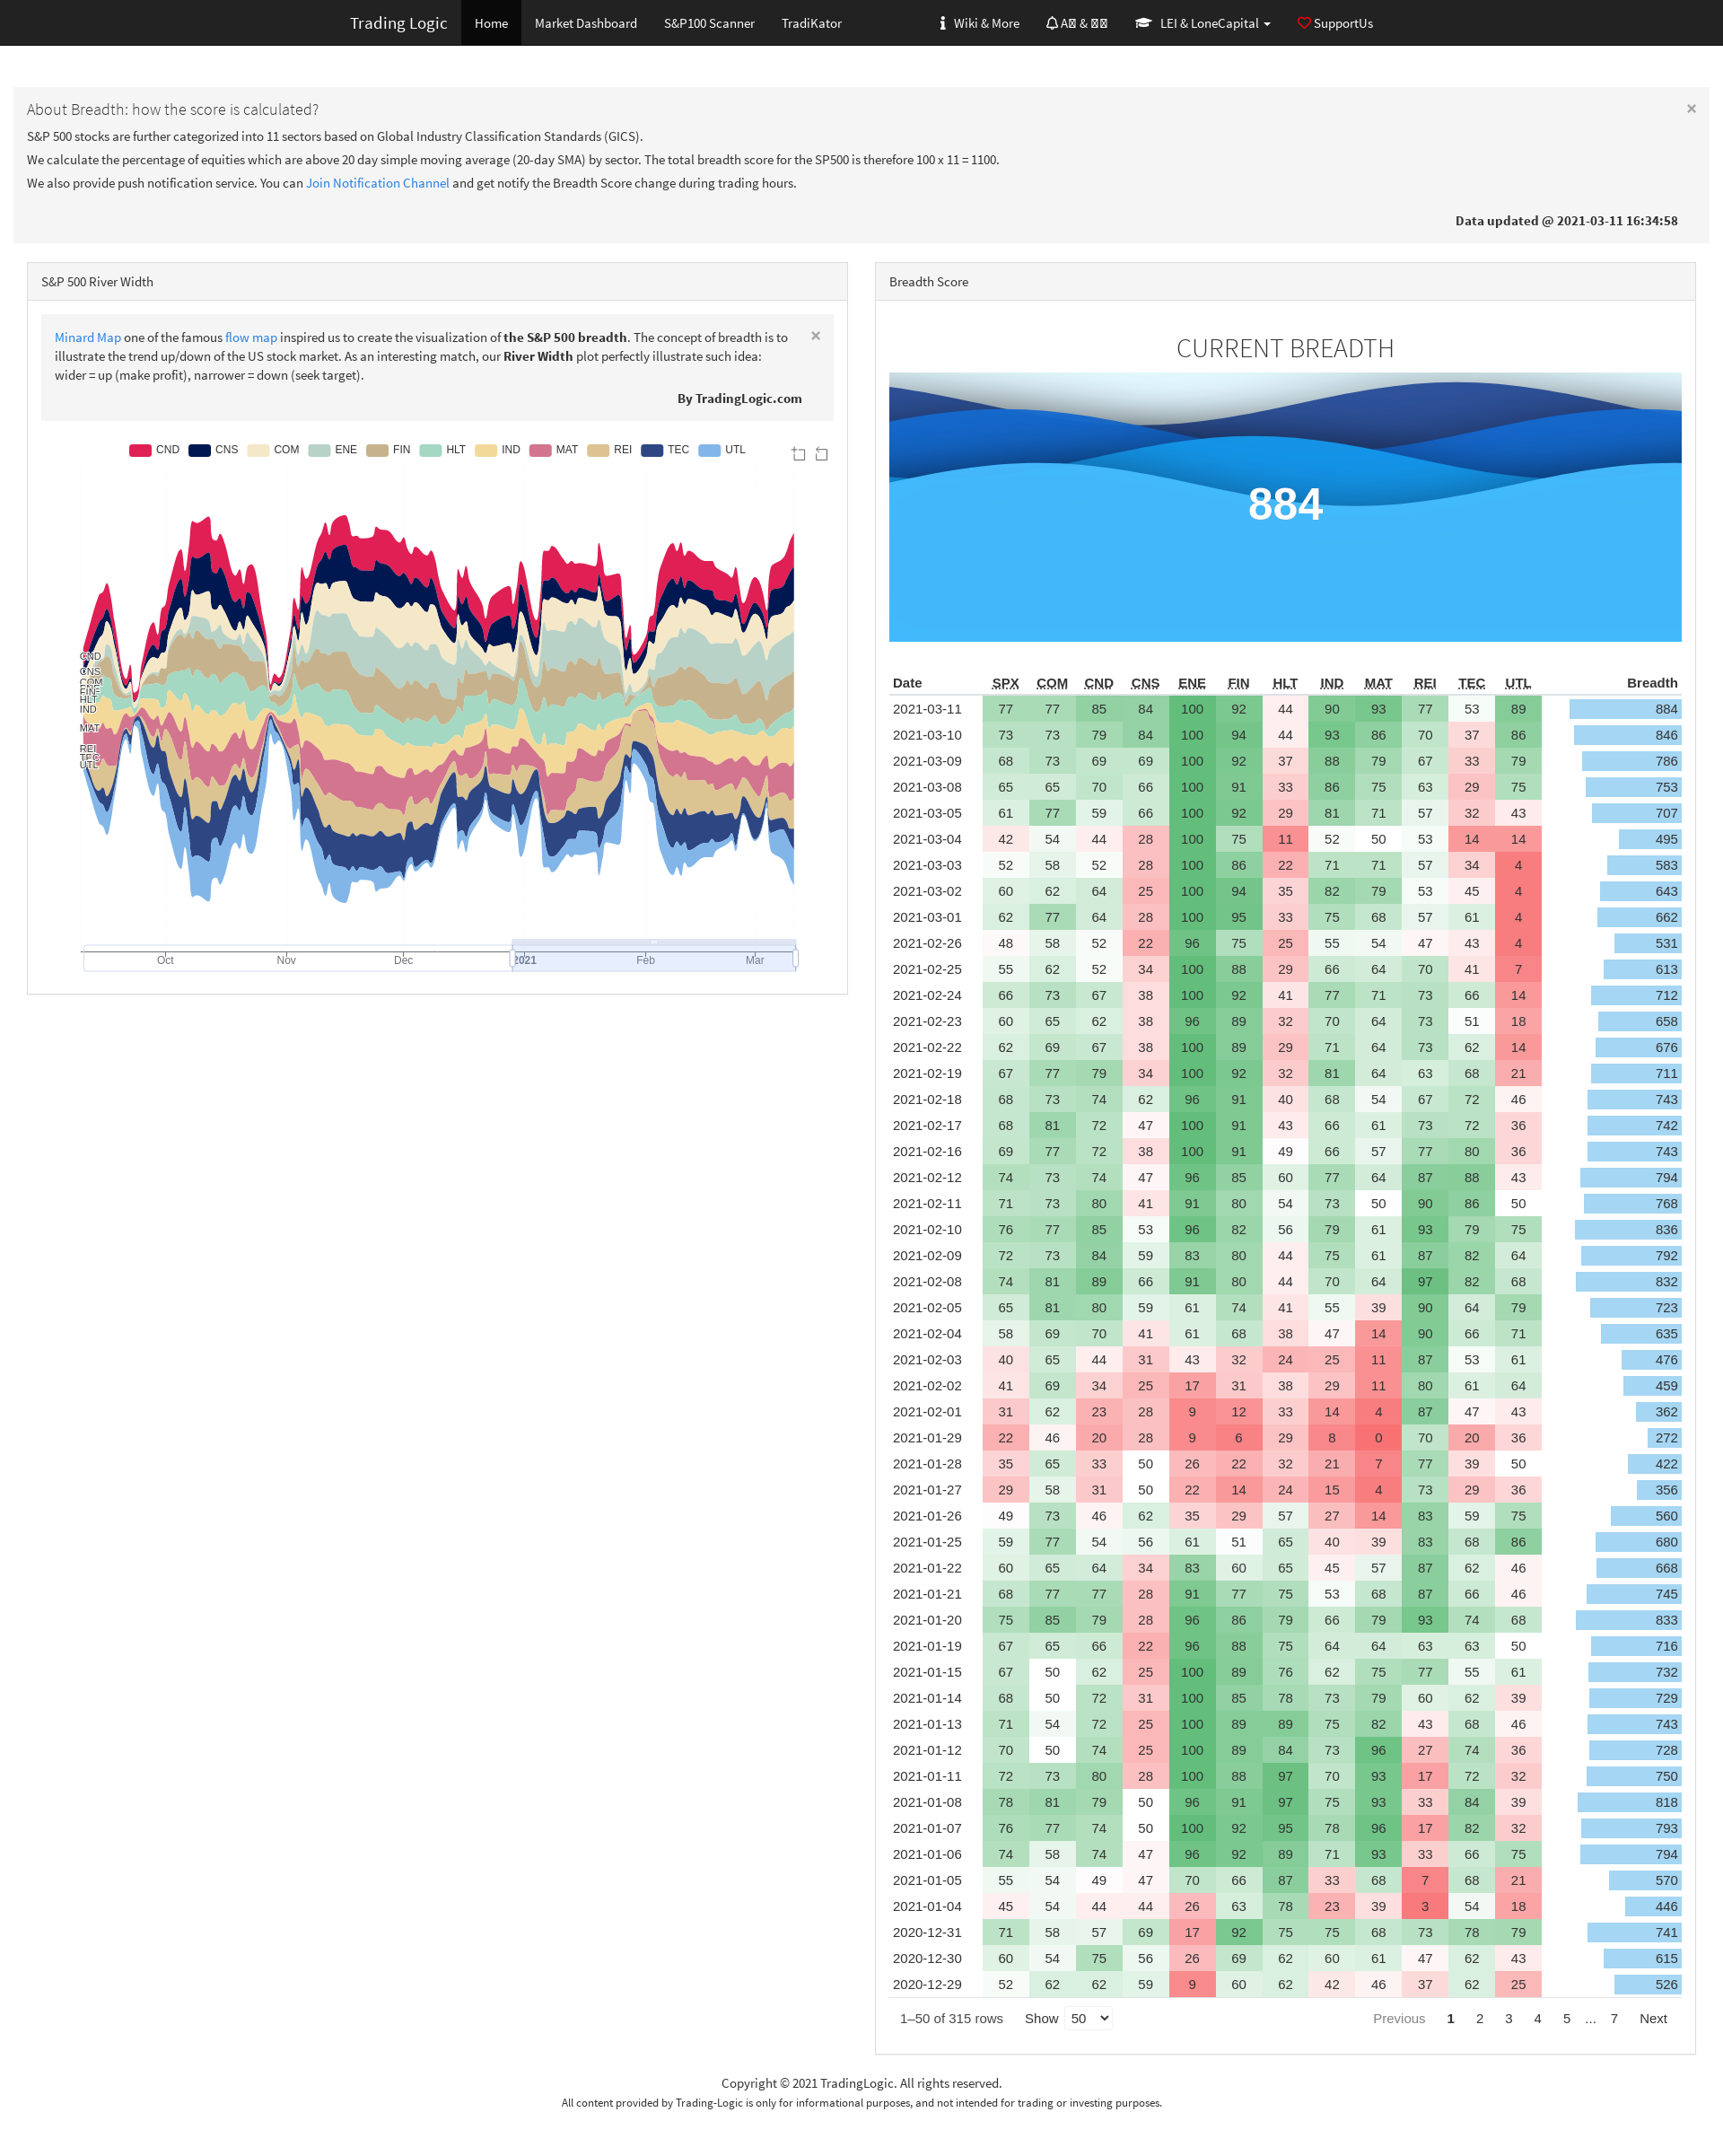 Trading Logic Home Market Dashboard S&P100 Scanner TradiKator Wiki & More A & LEI & LoneCapital SupportUs
About Breadth: how the score is calculated? ×
S&P 500 stocks are further categorized into 11 sectors based on Global Industry Classification Standards (GICS).
We calculate the percentage of equities which are above 20 day simple moving average (20-day SMA) by sector. The total breadth score for the SP500 is therefore 100 x 11 = 1100.
We also provide push notification service. You can Join Notification Channel and get notify the Breadth Score change during trading hours.
Data updated @ 2021-03-11 16:34:58
S&P 500 River Width
Minard Map one of the famous flow map inspired us to create the visualization of the S&P 500 breadth. The concept of breadth is to ×
illustrate the trend up/down of the US stock market. As an interesting match, our River Width plot perfectly illustrate such idea:
wider = up (make profit), narrower = down (seek target).
By TradingLogic.com
CND CNS COM ENE FIN HLT IND MAT REI TEC UTL
CND
CNS
COM
FIN
HLT
IND
MAT
REI
TEC
UTL
Oct Nov Dec 2021 Feb Mar
Breadth Score
CURRENT BREADTH
884
Date SPX COM CND CNS ENE FIN HLT IND MAT REI TEC UTL Breadth
2021-03-11 77 77 85 84 100 92 44 90 93 77 53 89 884
2021-03-10 73 73 79 84 100 94 44 93 86 70 37 86 846
2021-03-09 68 73 69 69 100 92 37 88 79 67 33 79 786
2021-03-08 65 65 70 66 100 91 33 86 75 63 29 75 753
2021-03-05 61 77 59 66 100 92 29 81 71 57 32 43 707
2021-03-04 42 54 44 28 100 75 11 52 50 53 14 14 495
2021-03-03 52 58 52 28 100 86 22 71 71 57 34 4 583
2021-03-02 60 62 64 25 100 94 35 82 79 53 45 4 643
2021-03-01 62 77 64 28 100 95 33 75 68 57 61 4 662
2021-02-26 48 58 52 22 96 75 25 55 54 47 43 4 531
2021-02-25 55 62 52 34 100 88 29 66 64 70 41 7 613
2021-02-24 66 73 67 38 100 92 41 77 71 73 66 14 712
2021-02-23 60 65 62 38 96 89 32 70 64 73 51 18 658
2021-02-22 62 69 67 38 100 89 29 71 64 73 62 14 676
2021-02-19 67 77 79 34 100 92 32 81 64 63 68 21 711
2021-02-18 68 73 74 62 96 91 40 68 54 67 72 46 743
2021-02-17 68 81 72 47 100 91 43 66 61 73 72 36 742
2021-02-16 69 77 72 38 100 91 49 66 57 77 80 36 743
2021-02-12 74 73 74 47 96 85 60 77 64 87 88 43 794
2021-02-11 71 73 80 41 91 80 54 73 50 90 86 50 768
2021-02-10 76 77 85 53 96 82 56 79 61 93 79 75 836
2021-02-09 72 73 84 59 83 80 44 75 61 87 82 64 792
2021-02-08 74 81 89 66 91 80 44 70 64 97 82 68 832
2021-02-05 65 81 80 59 61 74 41 55 39 90 64 79 723
2021-02-04 58 69 70 41 61 68 38 47 14 90 66 71 635
2021-02-03 40 65 44 31 43 32 24 25 11 87 53 61 476
2021-02-02 41 69 34 25 17 31 38 29 11 80 61 64 459
2021-02-01 31 62 23 28 9 12 33 14 4 87 47 43 362
2021-01-29 22 46 20 28 9 6 29 8 0 70 20 36 272
2021-01-28 35 65 33 50 26 22 32 21 7 77 39 50 422
2021-01-27 29 58 31 50 22 14 24 15 4 73 29 36 356
2021-01-26 49 73 46 62 35 29 57 27 14 83 59 75 560
2021-01-25 59 77 54 56 61 51 65 40 39 83 68 86 680
2021-01-22 60 65 64 34 83 60 65 45 57 87 62 46 668
2021-01-21 68 77 77 28 91 77 75 53 68 87 66 46 745
2021-01-20 75 85 79 28 96 86 79 66 79 93 74 68 833
2021-01-19 67 65 66 22 96 88 75 64 64 63 63 50 716
2021-01-15 67 50 62 25 100 89 76 62 75 77 55 61 732
2021-01-14 68 50 72 31 100 85 78 73 79 60 62 39 729
2021-01-13 71 54 72 25 100 89 89 75 82 43 68 46 743
2021-01-12 70 50 74 25 100 89 84 73 96 27 74 36 728
2021-01-11 72 73 80 28 100 88 97 70 93 17 72 32 750
2021-01-08 78 81 79 50 96 91 97 75 93 33 84 39 818
2021-01-07 76 77 74 50 100 92 95 78 96 17 82 32 793
2021-01-06 74 58 74 47 96 92 89 71 93 33 66 75 794
2021-01-05 55 54 49 47 70 66 87 33 68 7 68 21 570
2021-01-04 45 54 44 44 26 63 78 23 39 3 54 18 446
2020-12-31 71 58 57 69 17 92 75 75 68 73 78 79 741
2020-12-30 60 54 75 56 26 69 62 60 61 47 62 43 615
2020-12-29 52 62 62 59 9 60 62 42 46 37 62 25 526
1–50 of 315 rows Show 50 Previous 1 2 3 4 5 ... 7 Next
Copyright © 2021 TradingLogic. All rights reserved.
All content provided by Trading-Logic is only for informational purposes, and not intended for trading or investing purposes.